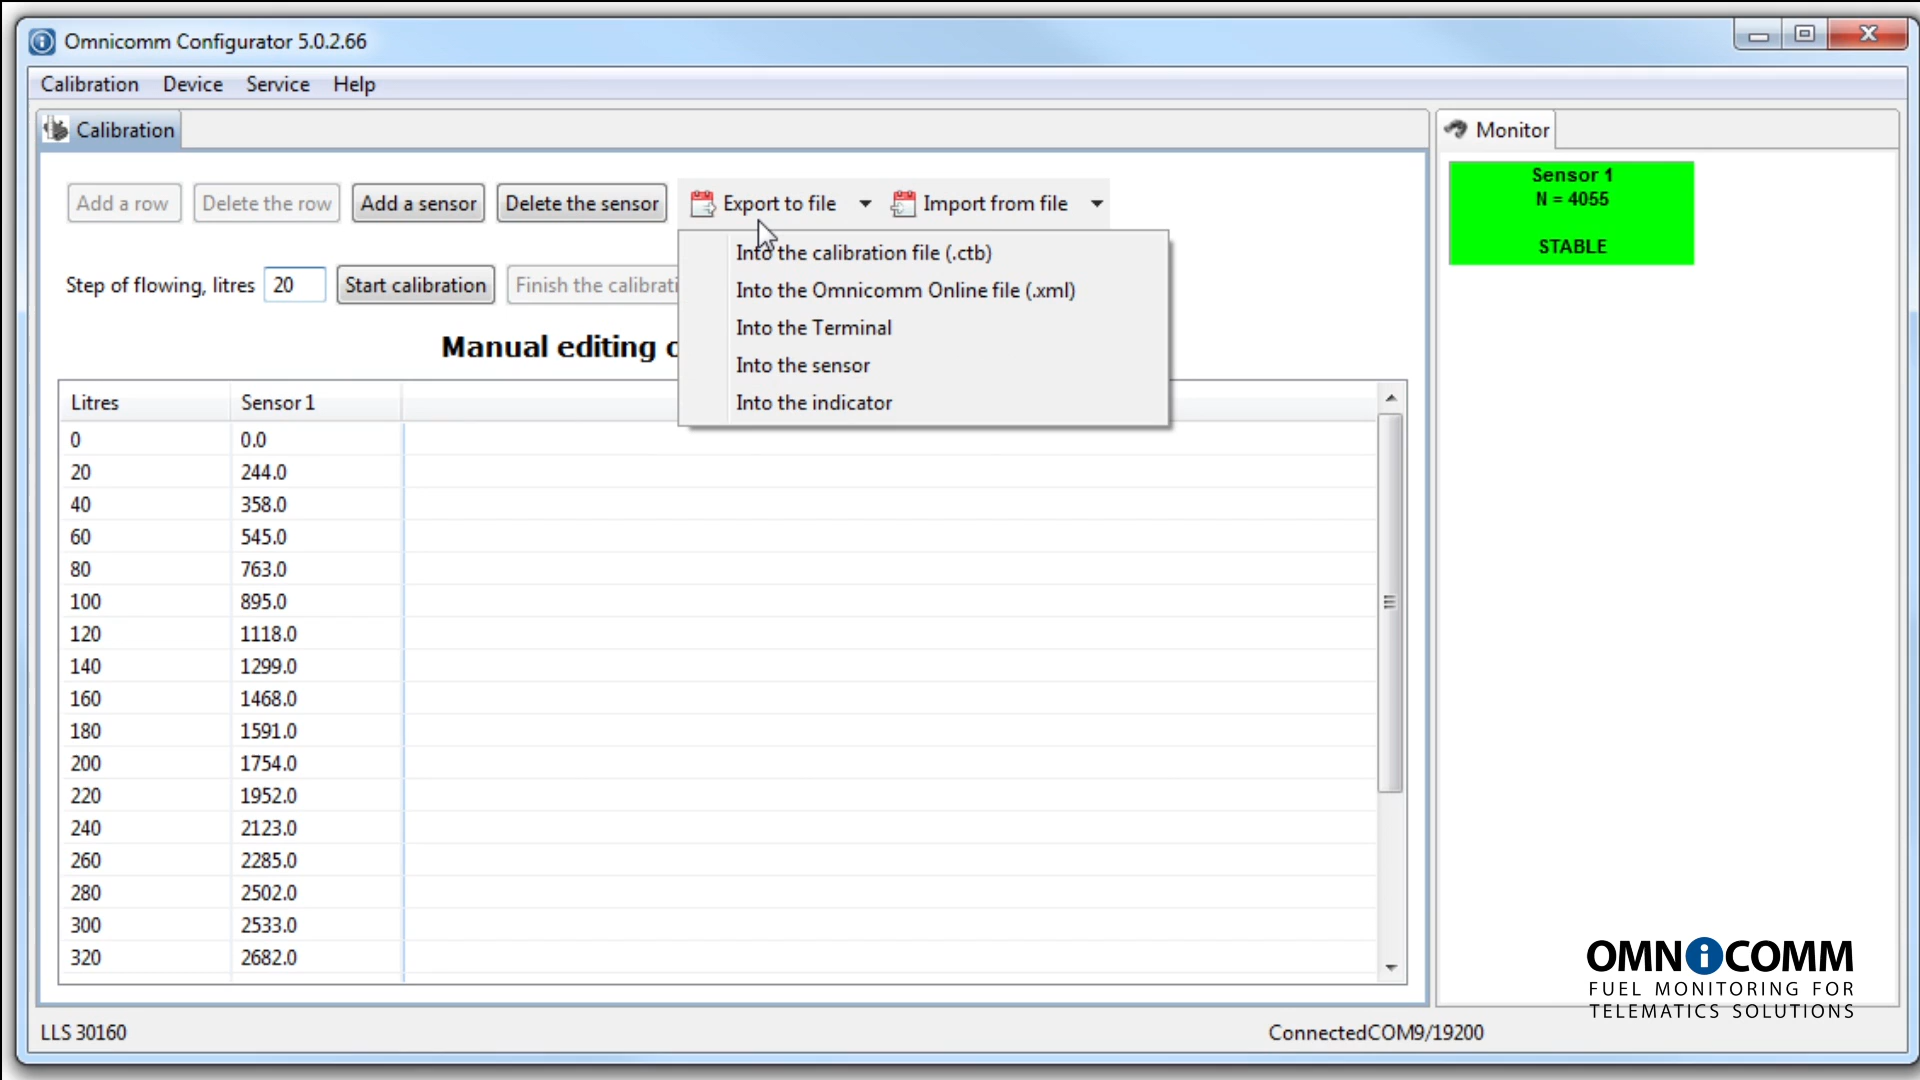 Omnicomm Configurator 5.0.2.66
Calibration Device Service Help
Calibration
Monitor
Add a row Delete the row Add a sensor Delete the sensor Export to file Import from file
Into the calibration file (.ctb)
Into the Omnicomm Online file (.xml)
Into the Terminal
Into the sensor
Into the indicator
Step of flowing, litres 20 Start calibration Finish the calibrati
Manual editing
Litres Sensor 1
0 0.0
20 244.0
40 358.0
60 545.0
80 763.0
100 895.0
120 1118.0
140 1299.0
160 1468.0
180 1591.0
200 1754.0
220 1952.0
240 2123.0
260 2285.0
280 2502.0
300 2533.0
320 2682.0
Sensor 1
N = 4055
STABLE
OMNiCOMM
FUEL MONITORING FOR
TELEMATICS SOLUTIONS
LLS 30160
ConnectedCOM9/19200